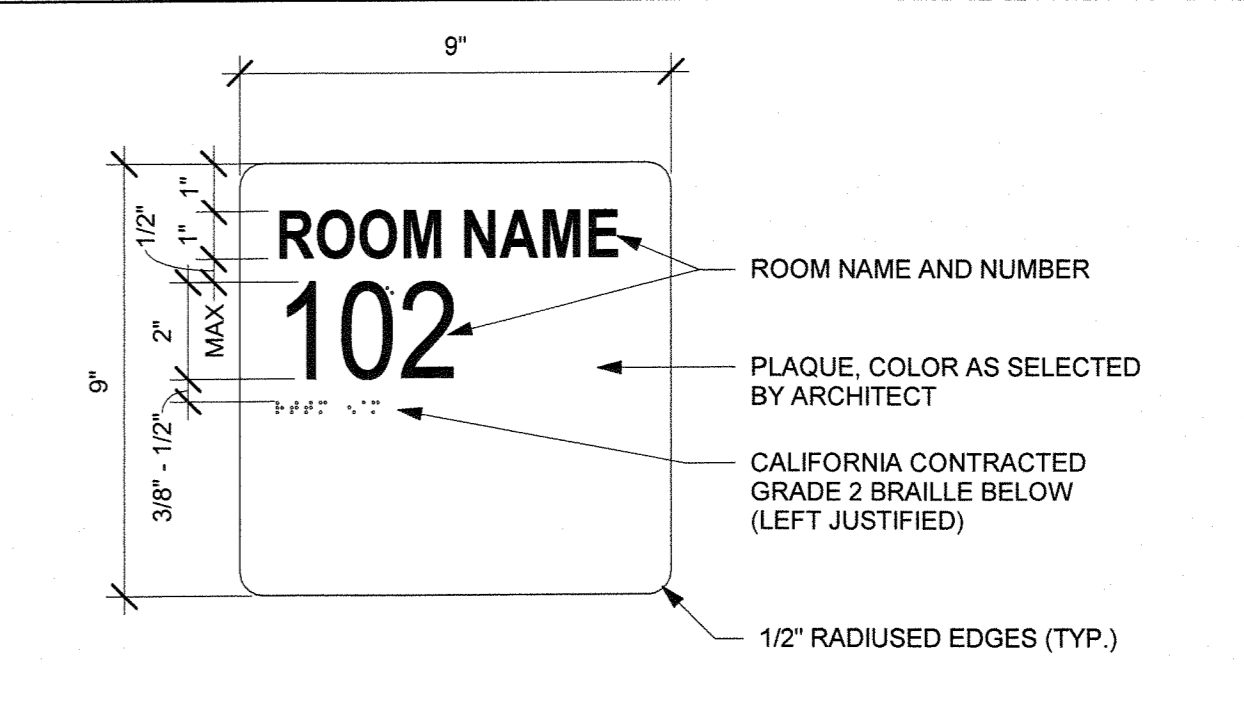 9"
1"
1/2"
1"
ROOM NAME
102
2"
MAX
9"
3/8" - 1/2"
ROOM NAME AND NUMBER
PLAQUE, COLOR AS SELECTED
BY ARCHITECT
CALIFORNIA CONTRACTED
GRADE 2 BRAILLE BELOW
(LEFT JUSTIFIED)
1/2" RADIUSED EDGES (TYP.)